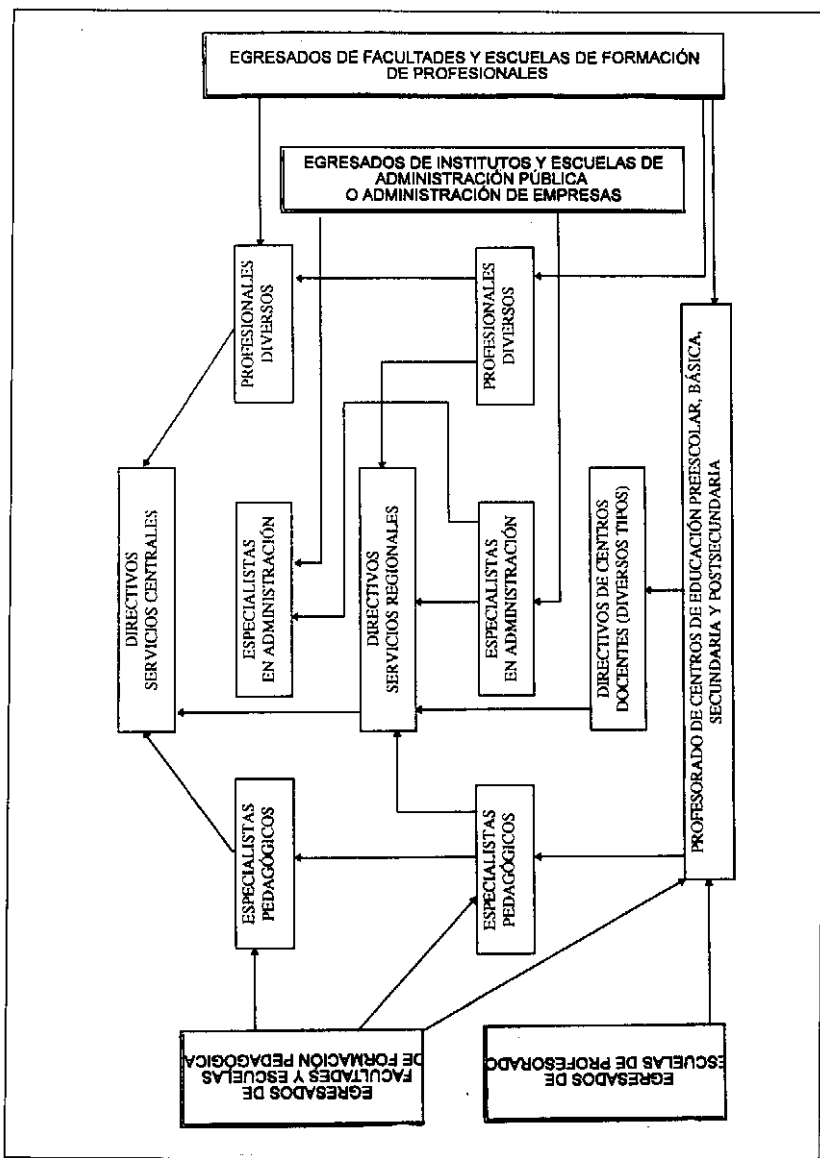 EGRESADOS DE FACULTADES Y ESCUELAS DE FORMACIÓN
DE PROFESIONALES
EGRESADOS DE INSTITUTOS Y ESCUELAS DE
ADMINISTRACIÓN PÚBLICA
O ADMINISTRACIÓN DE EMPRESAS
PROFESIONALES
DIVERSOS
PROFESIONALES
DIVERSOS
DIRECTIVOS
SERVICIOS CENTRALES
ESPECIALISTAS
EN ADMINISTRACIÓN
DIRECTIVOS
SERVICIOS REGIONALES
ESPECIALISTAS
EN ADMINISTRACIÓN
DIRECTIVOS DE CENTROS
DOCENTES (DIVERSOS TIPOS)
PROFESORADO DE CENTROS DE EDUCACIÓN PREESCOLAR, BÁSICA,
SECUNDARIA Y POSTSECUNDARIA
ESPECIALISTAS
PEDAGÓGICOS
ESPECIALISTAS
PEDAGÓGICOS
EGRESADOS DE
FACULTADES Y ESCUELAS
DE FORMACIÓN PEDAGÓGICA
EGRESADOS DE
ESCUELAS DE PROFESORADO